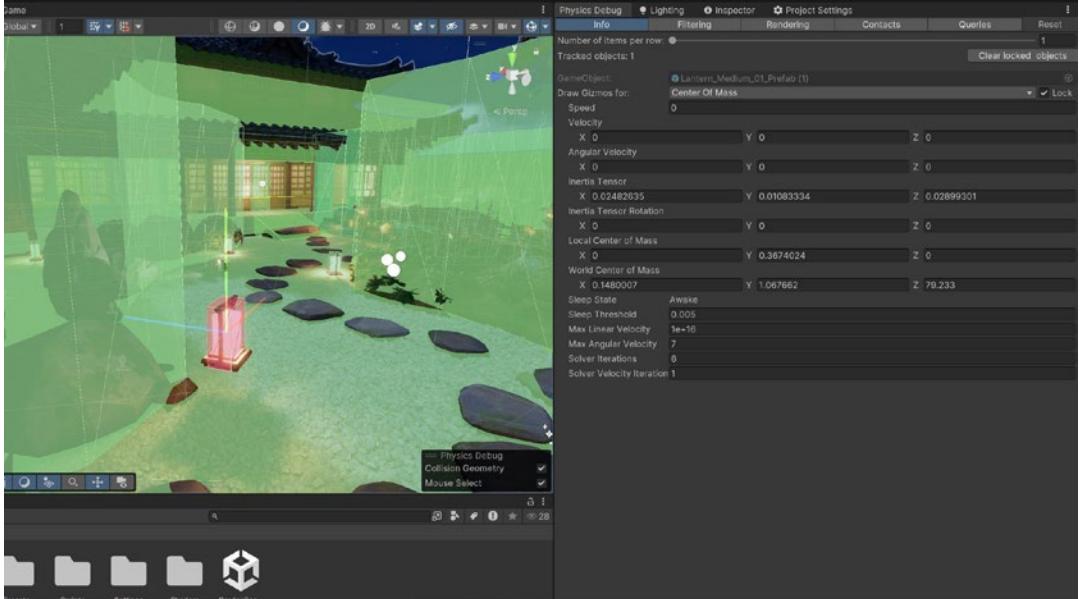 Game
Physics Debug Lighting Inspector Project Settings
Global 1 2D
Info Filtering Rendering Contacts Queries Reset
Number of items per row: 1
Tracked objects: 1 Clear locked objects
GameObject: Lantern_Medium_01_Prefab (1)
Draw Gizmos for: Center Of Mass Lock
Speed 0
Velocity
X 0 Y 0 Z 0
Angular Velocity
X 0 Y 0 Z 0
Inertia Tensor
X 0.02482635 Y 0.01083334 Z 0.02899301
Inertia Tensor Rotation
X 0 Y 0 Z 0
Local Center of Mass
X 0 Y 0.3674024 Z 0
World Center of Mass
X 0.1480007 Y 1.067662 Z 79.233
Sleep State Awake
Sleep Threshold 0.005
Max Linear Velocity 1e+16
Max Angular Velocity 7
Solver Iterations 6
Solver Velocity Iteration 1
y
z
< Persp
Physics Debug
Collision Geometry
Mouse Select
28